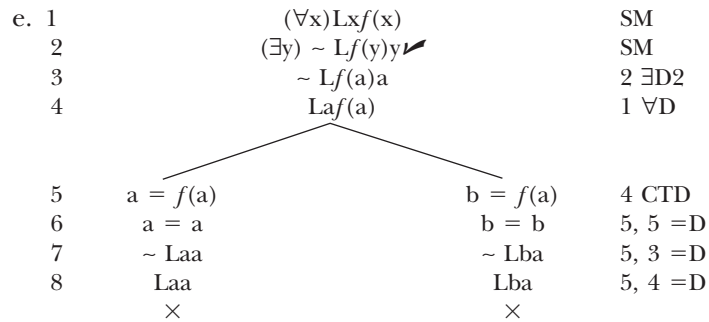 e. 1 (∀x)Lxf(x) SM
2 (∃y) ~ Lf(y)y✔ SM
3 ~ Lf(a)a 2 ∃D2
4 Laf(a) 1 ∀D
5 a = f(a) b = f(a) 4 CTD
6 a = a b = b 5, 5 =D
7 ~ Laa ~ Lba 5, 3 =D
8 Laa Lba 5, 4 =D
× ×